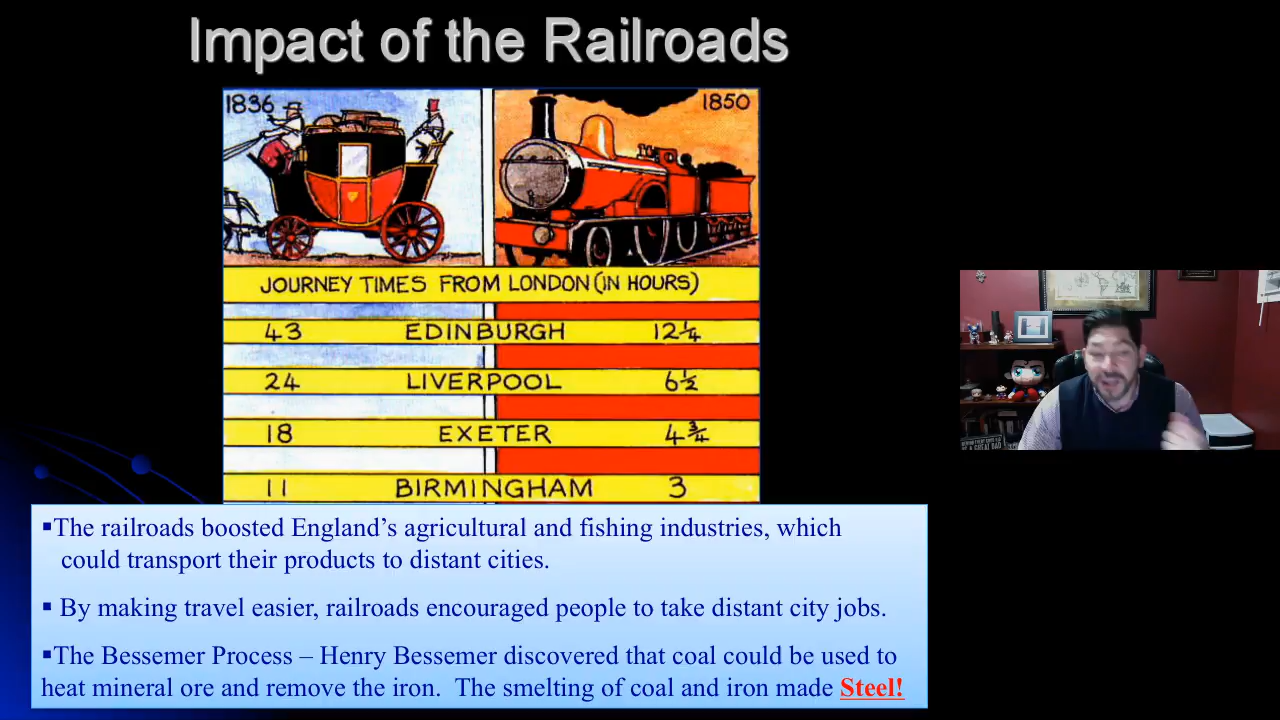 Impact of the Railroads
1836
1850
JOURNEY TIMES FROM LONDON (IN HOURS)
43 EDINBURGH 12¼
24 LIVERPOOL 6½
18 EXETER 4¾
11 BIRMINGHAM 3
▪The railroads boosted England’s agricultural and fishing industries, which
could transport their products to distant cities.
▪ By making travel easier, railroads encouraged people to take distant city jobs.
▪The Bessemer Process – Henry Bessemer discovered that coal could be used to
heat mineral ore and remove the iron. The smelting of coal and iron made Steel!